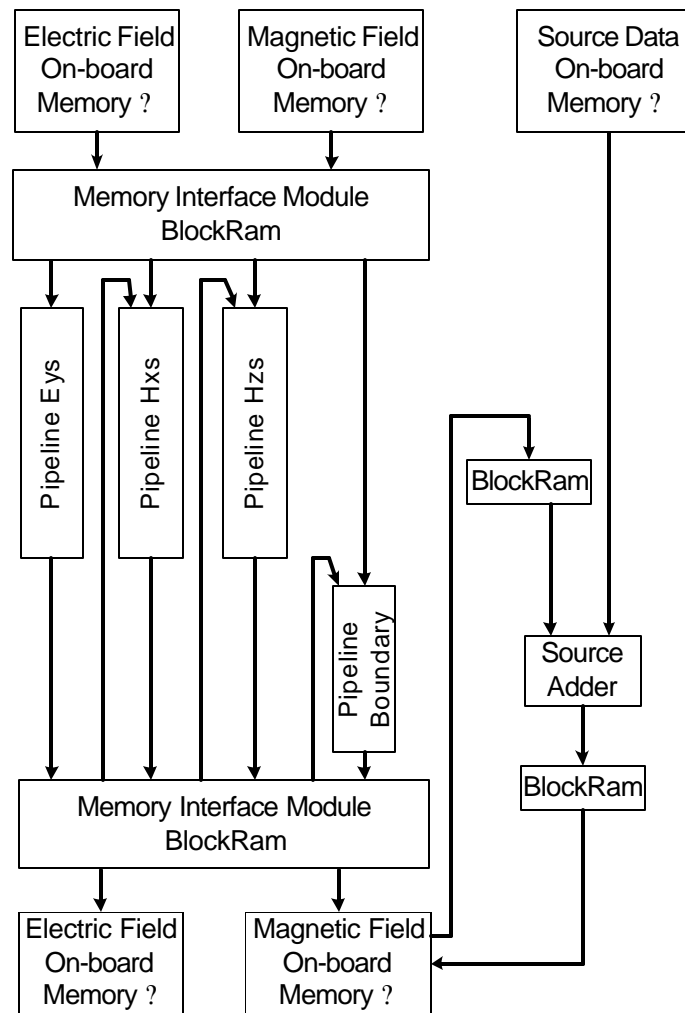 Electric Field
On-board
Memory ?
Magnetic Field
On-board
Memory ?
Source Data
On-board
Memory ?
Memory Interface Module
BlockRam
Pipeline Eys
Pipeline Hxs
Pipeline Hzs
BlockRam
Pipeline
Boundary
Source
Adder
BlockRam
Memory Interface Module
BlockRam
Electric Field
On-board
Memory ?
Magnetic Field
On-board
Memory ?